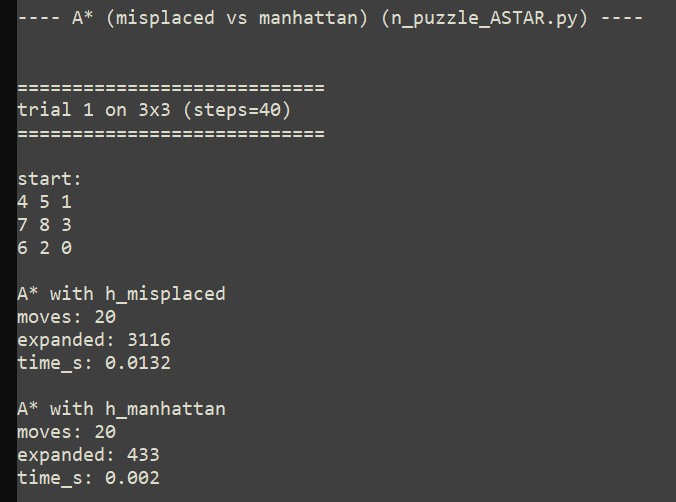 ---- A* (misplaced vs manhattan) (n_puzzle_ASTAR.py) ----
============================
trial 1 on 3x3 (steps=40)
============================
start:
4 5 1
7 8 3
6 2 0
A* with h_misplaced
moves: 20
expanded: 3116
time_s: 0.0132
A* with h_manhattan
moves: 20
expanded: 433
time_s: 0.002